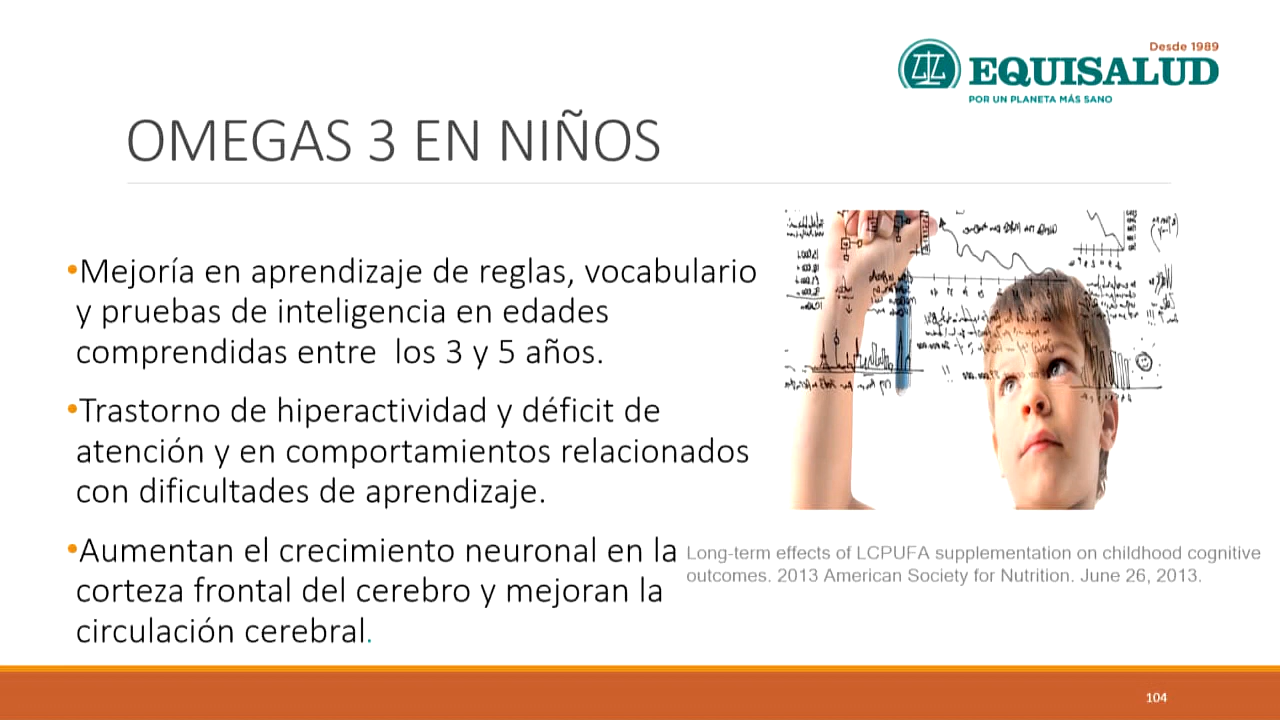 Desde 1989
EQUISALUD
POR UN PLANETA MÁS SANO
OMEGAS 3 EN NIÑOS
•Mejoría en aprendizaje de reglas, vocabulario
y pruebas de inteligencia en edades
comprendidas entre los 3 y 5 años.
•Trastorno de hiperactividad y déficit de
atención y en comportamientos relacionados
con dificultades de aprendizaje.
•Aumentan el crecimiento neuronal en la
corteza frontal del cerebro y mejoran la
circulación cerebral.
Long-term effects of LCPUFA supplementation on childhood cognitive
outcomes. 2013 American Society for Nutrition. June 26, 2013.
104